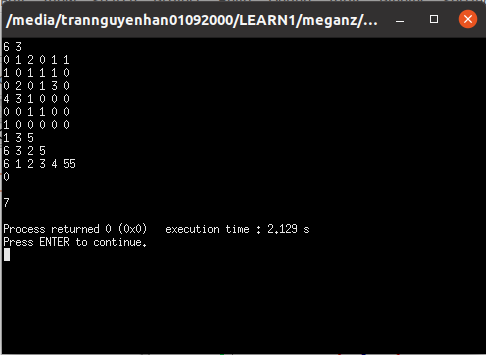 /media/trannguyenhan01092000/LEARN1/meganz/...
6 3
0 1 2 0 1 1
1 0 1 1 1 0
0 2 0 1 3 0
4 3 1 0 0 0
0 0 1 1 0 0
1 0 0 0 0 0
1 3 5
6 3 2 5
6 1 2 3 4 55
0
7
Process returned 0 (0x0)   execution time : 2.129 s
Press ENTER to continue.